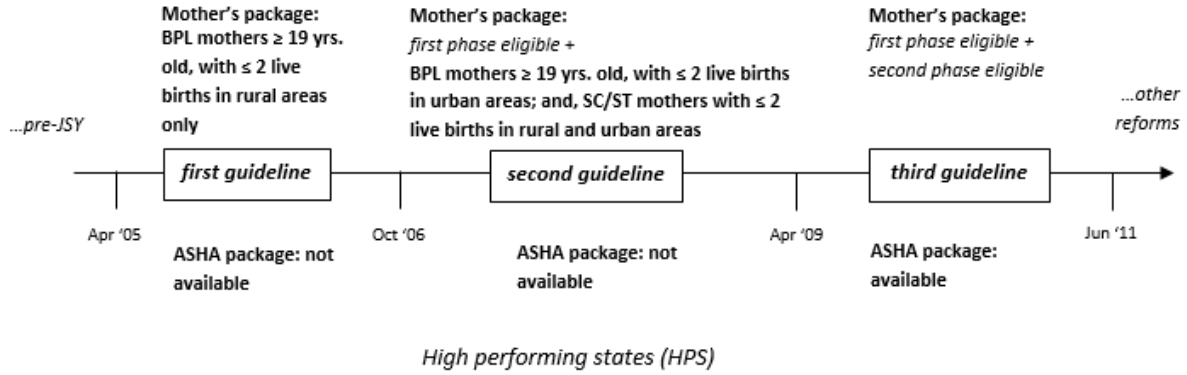 Mother’s package:
BPL mothers ≥ 19 yrs.
old, with ≤ 2 live
births in rural areas
only
Mother’s package:
first phase eligible +
BPL mothers ≥ 19 yrs. old, with ≤ 2 live births
in urban areas; and, SC/ST mothers with ≤ 2
live births in rural and urban areas
Mother’s package:
first phase eligible +
second phase eligible
...pre-JSY
...other
reforms
first guideline
second guideline
third guideline
Apr ‘05
Oct ‘06
Apr ‘09
Jun ‘11
ASHA package: not
available
ASHA package: not
available
ASHA package:
available
High performing states (HPS)